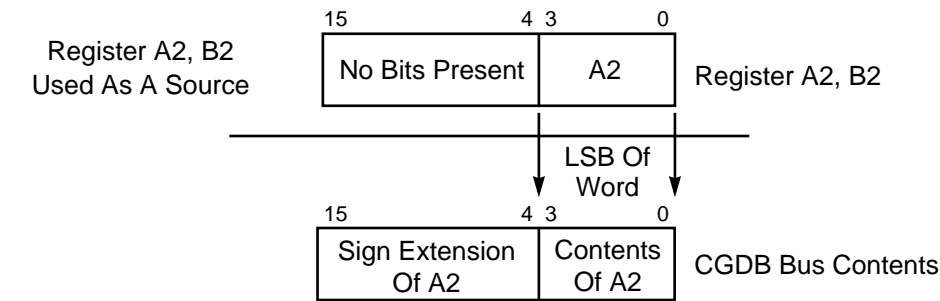 15 4 3 0
Register A2, B2
Used As A Source
No Bits Present
A2
Register A2, B2
LSB Of
Word
15 4 3 0
Sign Extension
Of A2
Contents
Of A2
CGDB Bus Contents